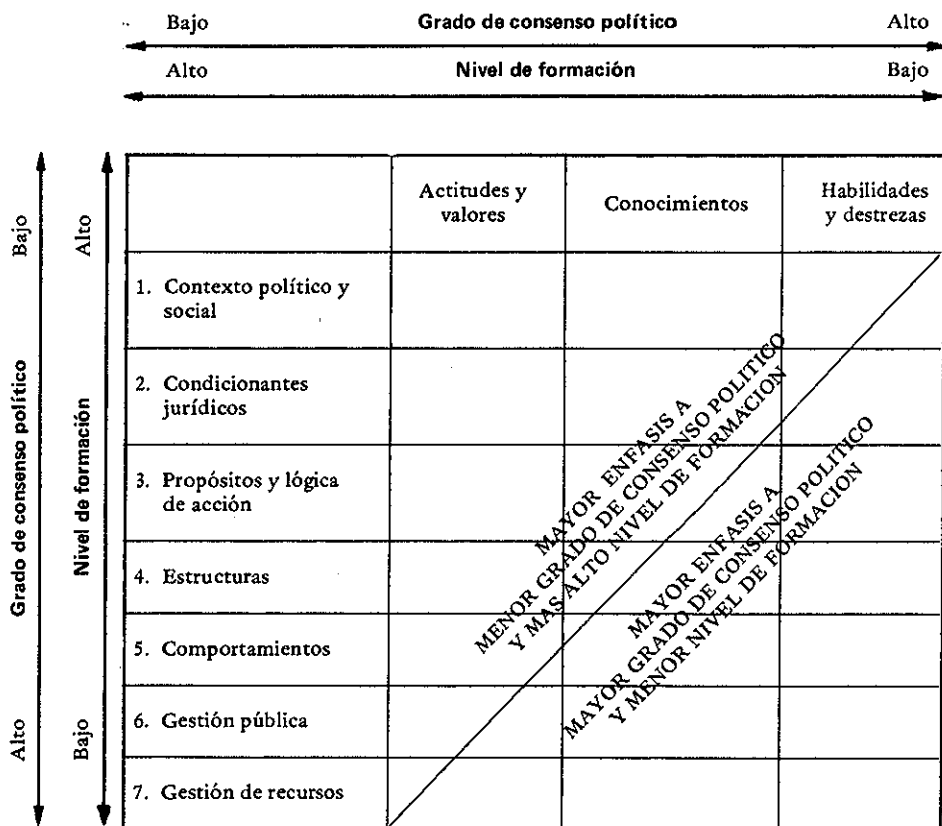 Bajo Grado de consenso político Alto
Alto Nivel de formación Bajo
Bajo Grado de consenso político Alto
Alto Nivel de formación Bajo
Actitudes y
valores
Conocimientos
Habilidades
y destrezas
1. Contexto político y
social
2. Condicionantes
jurídicos
3. Propósitos y lógica
de acción
4. Estructuras
5. Comportamientos
6. Gestión pública
7. Gestión de recursos
MAYOR ENFASIS A
MENOR GRADO DE CONSENSO POLITICO
Y MAS ALTO NIVEL DE FORMACION
MAYOR ENFASIS A
MAYOR GRADO DE CONSENSO POLITICO
Y MENOR NIVEL DE FORMACION